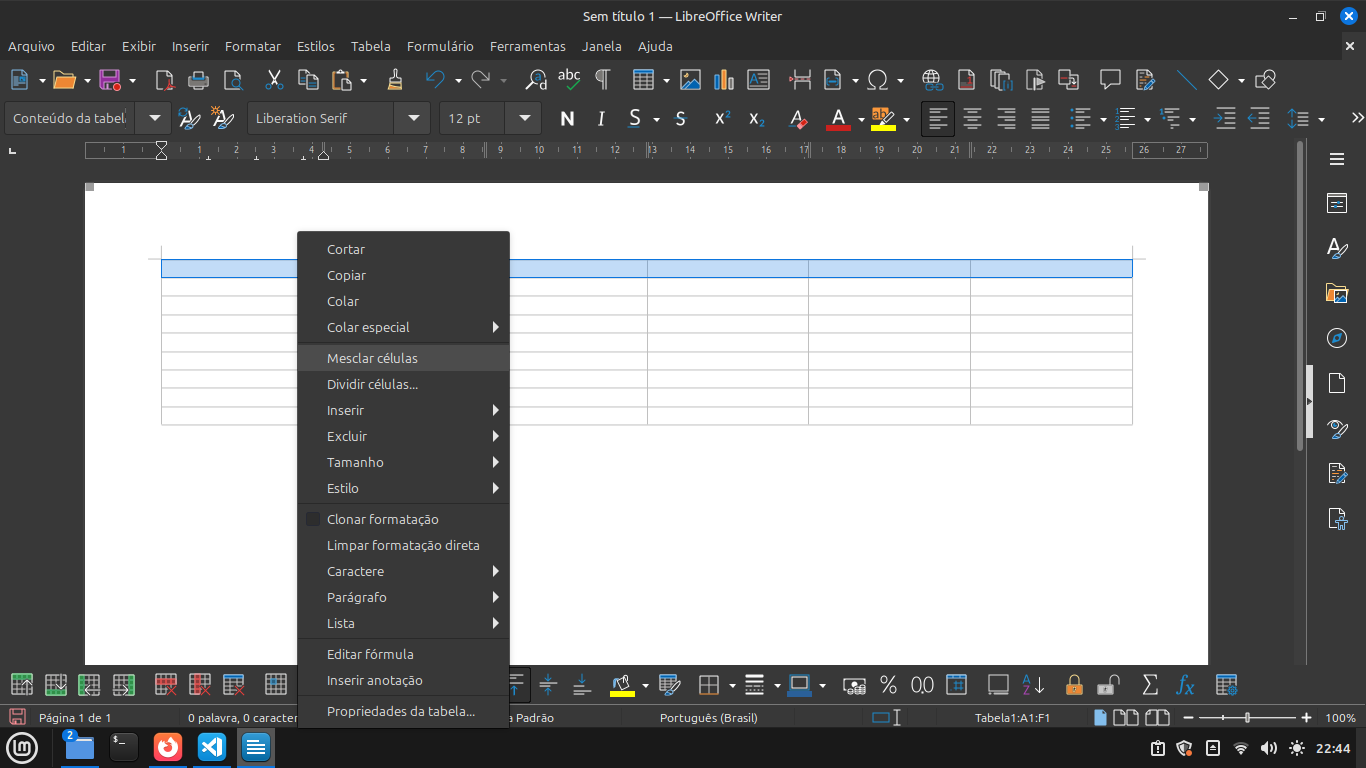 Sem título 1 — LibreOffice Writer
Arquivo Editar Exibir Inserir Formatar Estilos Tabela Formulário Ferramentas Janela Ajuda
Conteúdo da tabel Liberation Serif 12 pt N I S S X² X₂ A A
1 1 2 3 4 5 6 7 8 9 10 11 12 13 14 15 16 17 18 19 20 21 22 23 24 25 26 27
Cortar
Copiar
Colar
Colar especial
Mesclar células
Dividir células...
Inserir
Excluir
Tamanho
Estilo
Clonar formatação
Limpar formatação direta
Caractere
Parágrafo
Lista
Editar fórmula
Inserir anotação
Propriedades da tabela...
Página 1 de 1 0 palavra, 0 caracter a Padrão Português (Brasil) Tabela1:A1:F1 100%
2 22:44